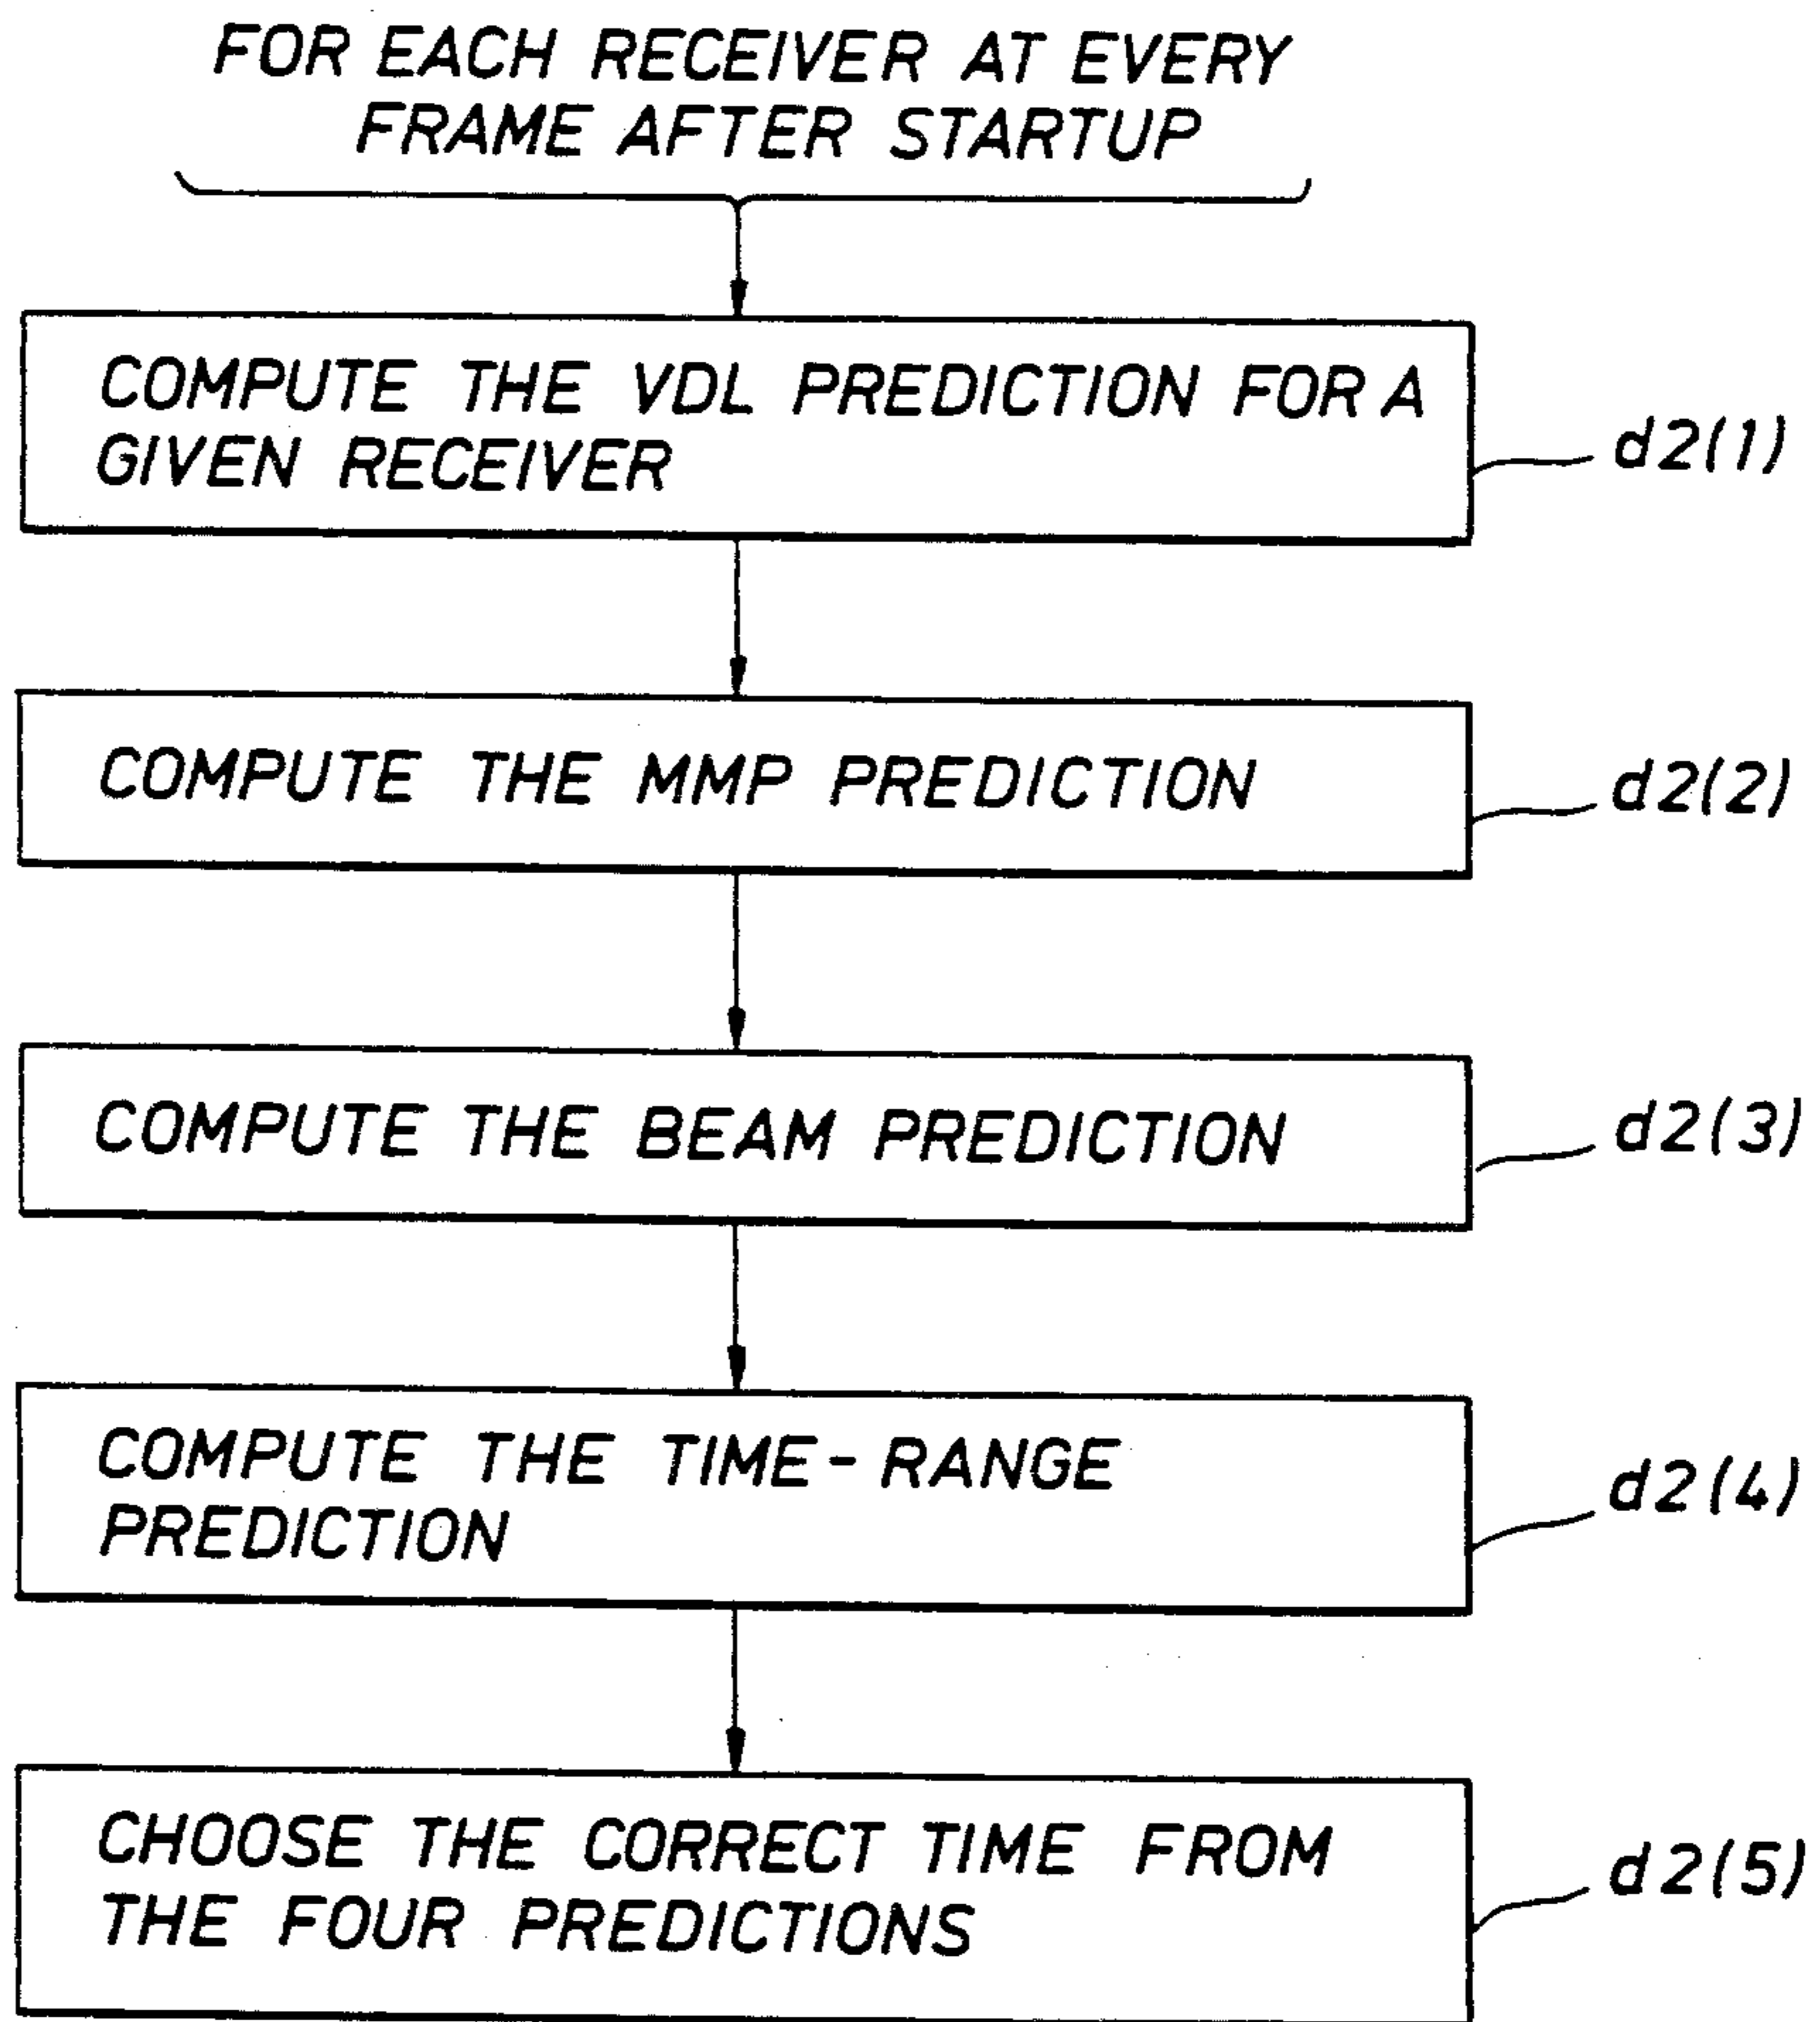 FOR EACH RECEIVER AT EVERY
FRAME AFTER STARTUP
COMPUTE THE VDL PREDICTION FOR A
GIVEN RECEIVER
d2(1)
COMPUTE THE MMP PREDICTION
d2(2)
COMPUTE THE BEAM PREDICTION
d2(3)
COMPUTE THE TIME-RANGE
PREDICTION
d2(4)
CHOOSE THE CORRECT TIME FROM
THE FOUR PREDICTIONS
d2(5)